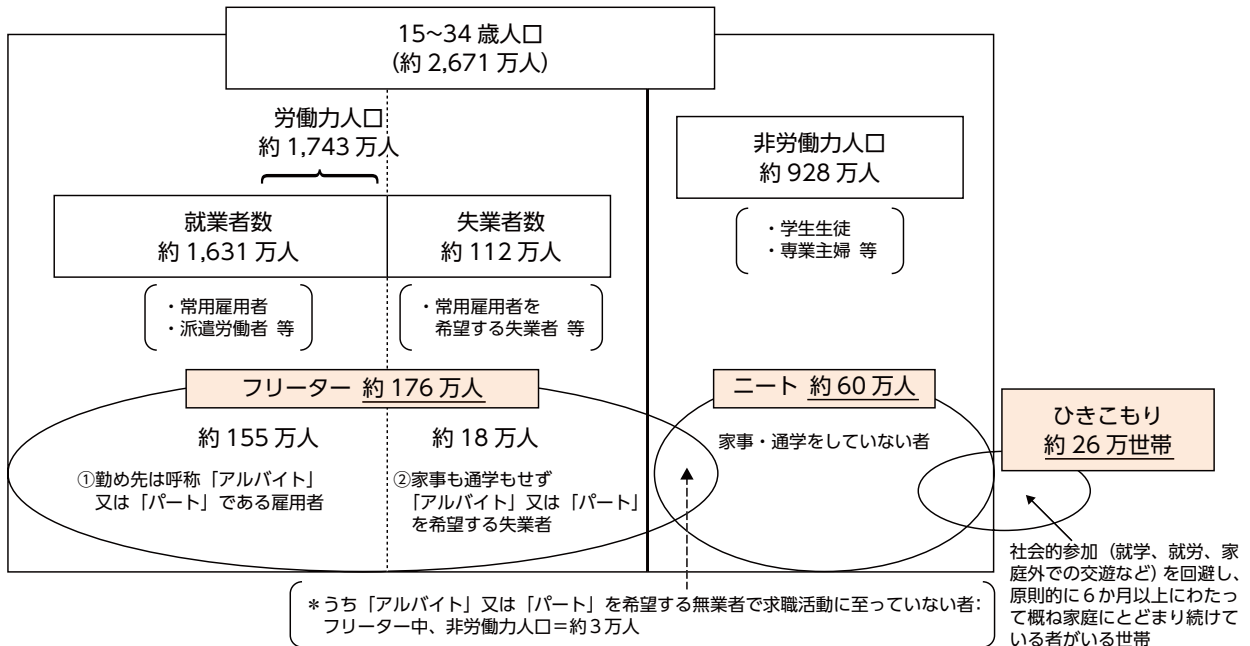 15~34 歳人口
(約 2,671 万人)
労働力人口
約 1,743 万人
非労働力人口
約 928 万人
就業者数
約 1,631 万人
失業者数
約 112 万人
・学生生徒
・専業主婦 等
・常用雇用者
・派遣労働者 等
・常用雇用者を
希望する失業者 等
フリーター 約 176 万人
ニート 約 60 万人
ひきこもり
約 26 万世帯
約 155 万人
約 18 万人
家事・通学をしていない者
①勤め先は呼称「アルバイト」
又は「パート」である雇用者
②家事も通学もせず
「アルバイト」又は「パート」
を希望する失業者
社会的参加（就学、就労、家
庭外での交遊など）を回避し、
原則的に６か月以上にわたっ
て概ね家庭にとどまり続けて
いる者がいる世帯
＊うち「アルバイト」又は「パート」を希望する無業者で求職活動に至っていない者：
フリーター中、非労働力人口＝約３万人